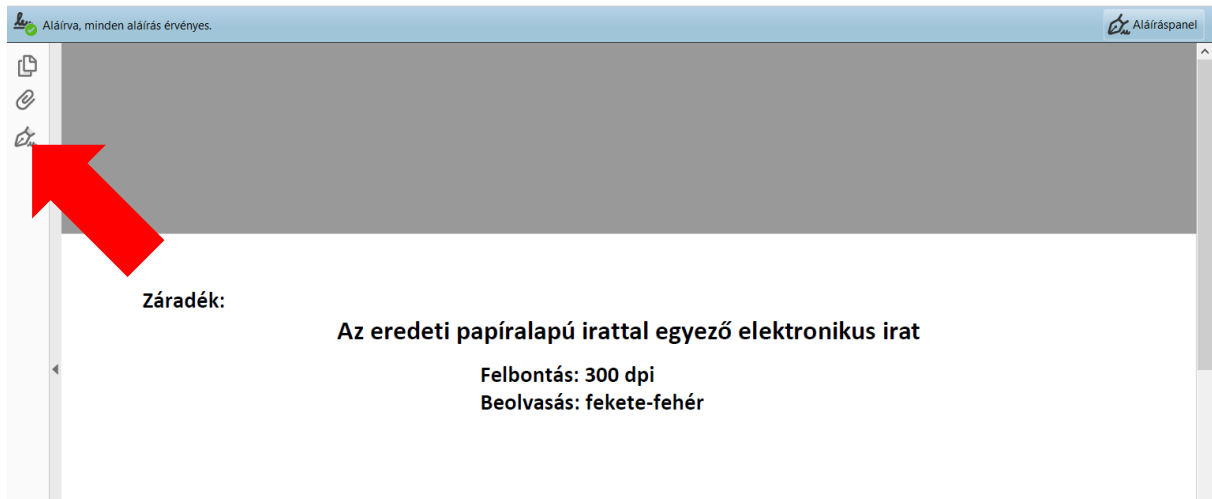 Aláírva, minden aláírás érvényes.
Aláíráspanel
Záradék:
Az eredeti papíralapú irattal egyező elektronikus irat
Felbontás: 300 dpi
Beolvasás: fekete-fehér